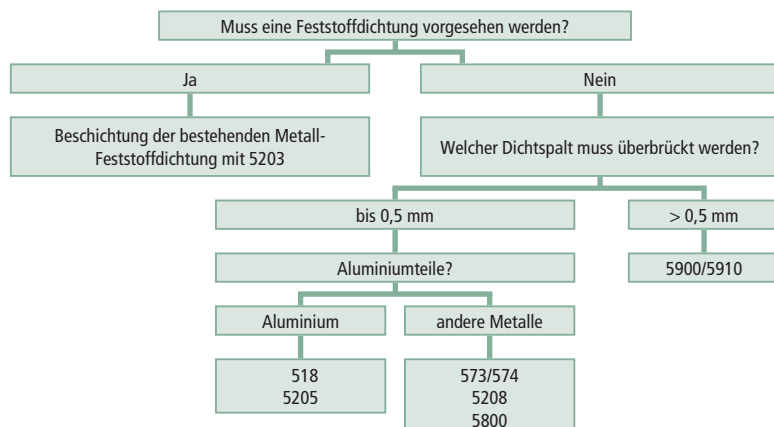 Muss eine Feststoffdichtung vorgesehen werden?
Ja
Nein
Beschichtung der bestehenden Metall-
Feststoffdichtung mit 5203
Welcher Dichtspalt muss überbrückt werden?
bis 0,5 mm
> 0,5 mm
Aluminiumteile?
5900/5910
Aluminium
andere Metalle
518
5205
573/574
5208
5800